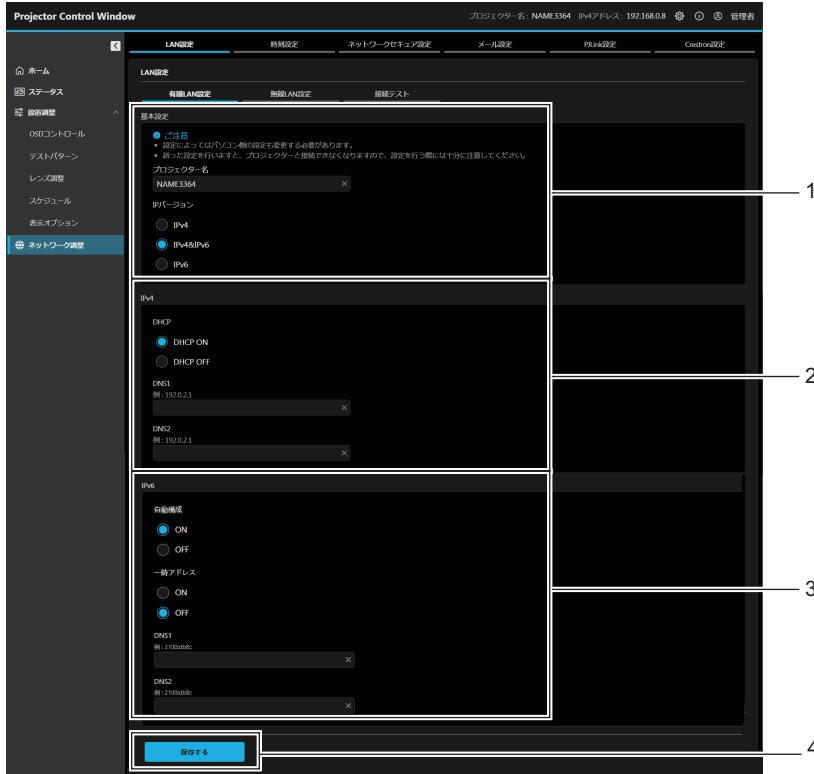 Projector Control Window
プロジェクター名: NAME3364 IPv4アドレス: 192.168.0.8 管理者
LAN設定 時刻設定 ネットワークセキュア設定 メール設定 PJLink設定 Crestron設定
ホーム
ステータス
設置調整
OSDコントロール
テストパターン
レンズ調整
スケジュール
表示オプション
ネットワーク調整
LAN設定
有線LAN設定 無線LAN設定 接続テスト
基本設定
ご注意
• 設定によってはパソコン側の設定も変更する必要があります。
• 誤った設定を行いますと、プロジェクターと接続できなくなりますので、設定を行う際には十分に注意してください。
プロジェクター名
NAME3364 ×
IPバージョン
IPv4
IPv4&IPv6
IPv6
1
IPv4
DHCP
DHCP ON
DHCP OFF
DNS1
例 : 192.0.2.1
×
DNS2
例 : 192.0.2.1
×
2
IPv6
自動構成
ON
OFF
一時アドレス
ON
OFF
DNS1
例 : 2100:db8::
×
DNS2
例 : 2100:db8::
×
3
保存する
4